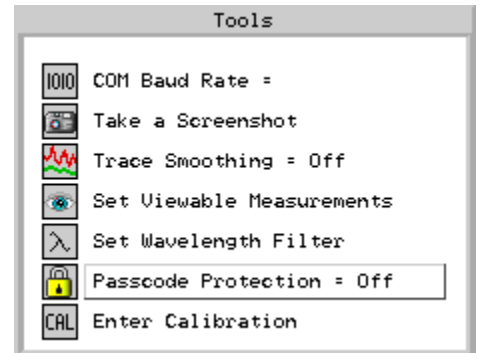 Tools
1010 COM Baud Rate =
Take a Screenshot
Trace Smoothing = Off
Set Viewable Measurements
λ Set Wavelength Filter
Passcode Protection = Off
CAL Enter Calibration